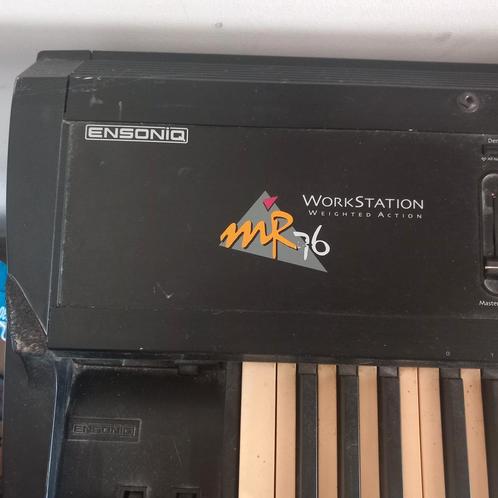 ENSONIQ
WORKSTATION
WEIGHTED ACTION
MR76
ENSONIQ